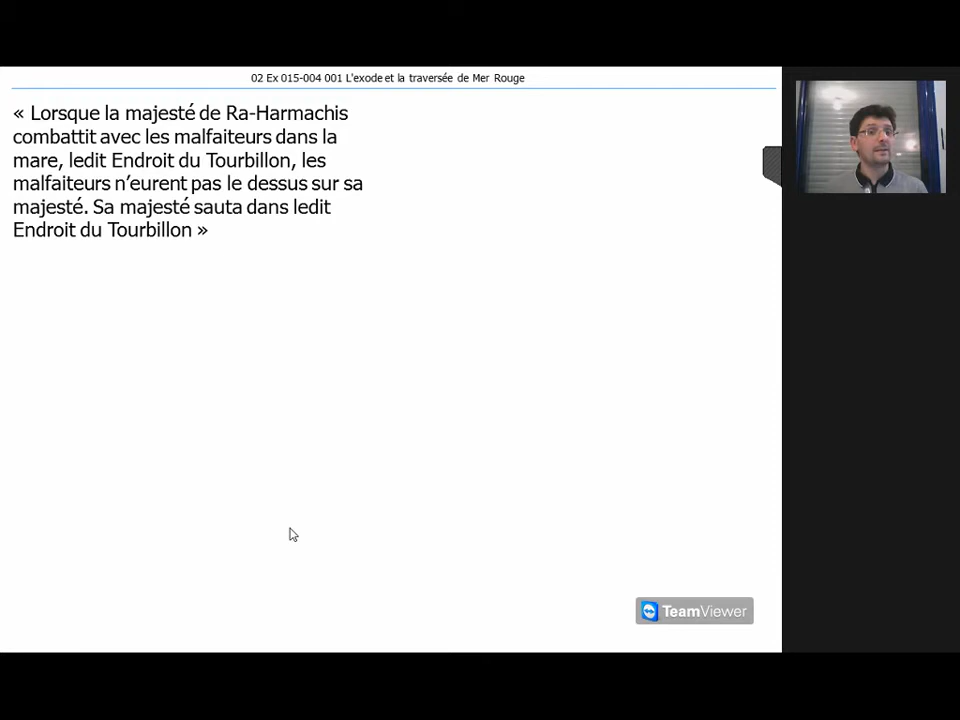 02 Ex 015-004 001 L'exode et la traversée de Mer Rouge
« Lorsque la majesté de Ra-Harmachis
combattit avec les malfaiteurs dans la
mare, ledit Endroit du Tourbillon, les
malfaiteurs n’eurent pas le dessus sur sa
majesté. Sa majesté sauta dans ledit
Endroit du Tourbillon »
TeamViewer